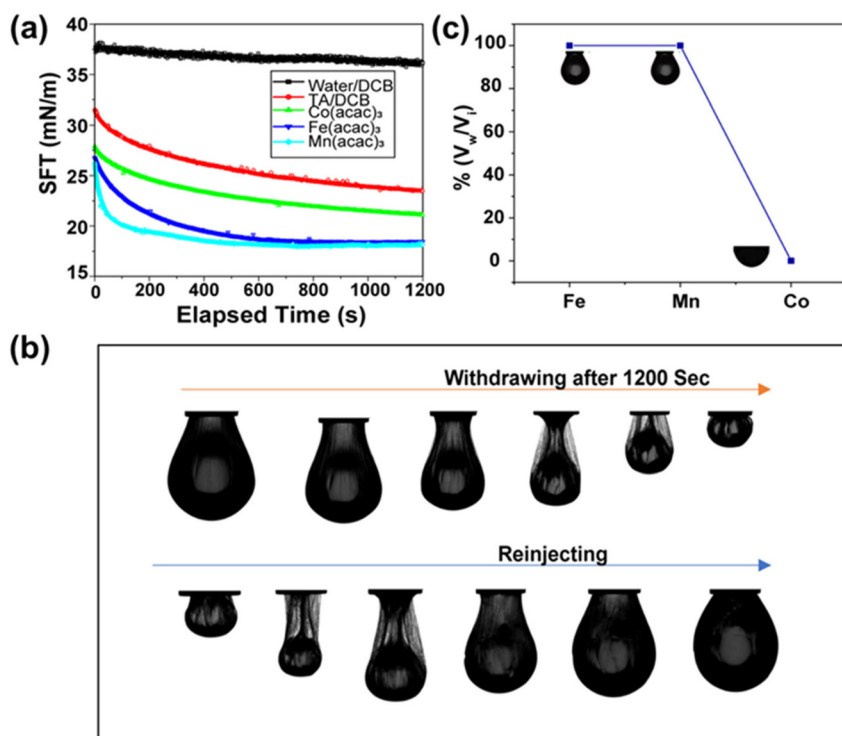 (a)
SFT (mN/m)
40
35
30
25
20
15
Water/DCB
TA/DCB
Co(acac)₃
Fe(acac)₃
Mn(acac)₃
0 200 400 600 800 1000 1200
Elapsed Time (s)
(c)
% (Vw/Vi)
100
80
60
40
20
0
Fe Mn Co
(b)
Withdrawing after 1200 Sec
Reinjecting